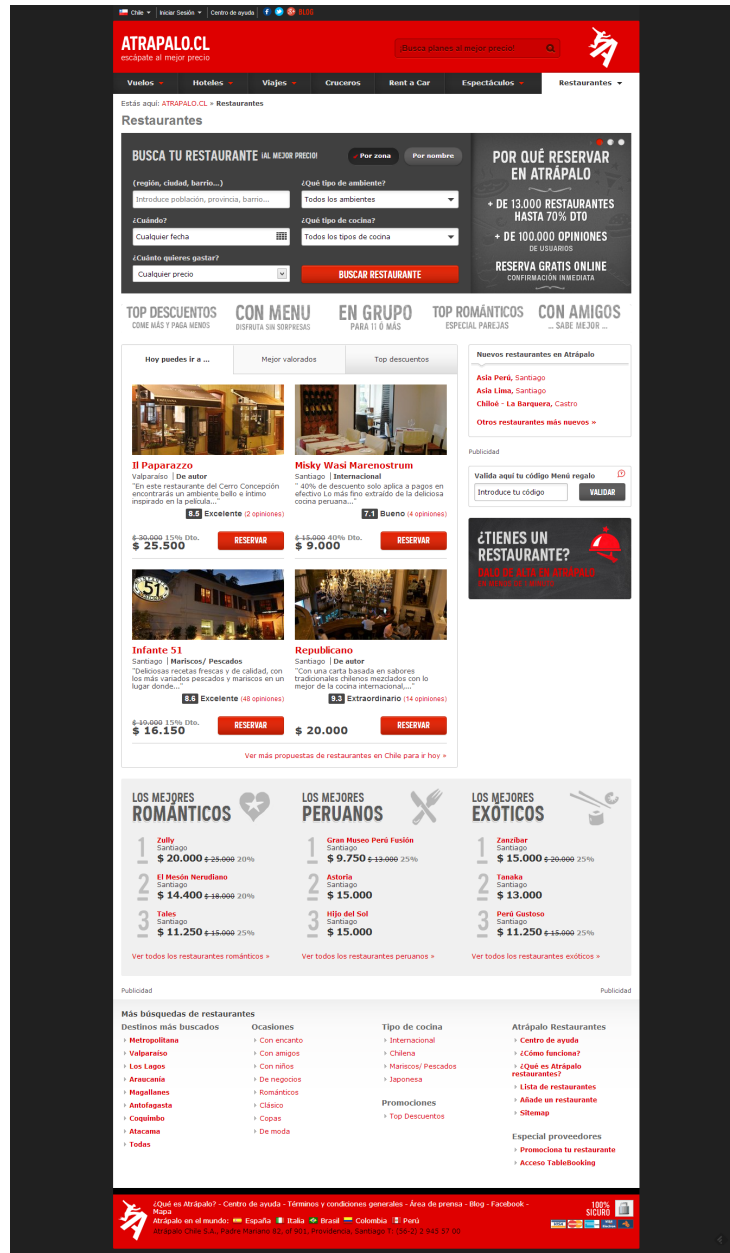 Chile
Iniciar Sesión
Centro de ayuda
BLOG
ATRAPALO.CL
escápate al mejor precio
¡Busca planes al mejor precio!
Vuelos
Hoteles
Viajes
Cruceros
Rent a Car
Espectáculos
Restaurantes
Estás aquí: ATRAPALO.CL » Restaurantes
Restaurantes
BUSCA TU RESTAURANTE ¡AL MEJOR PRECIO!
Por zona
Por nombre
(región, ciudad, barrio...)
Introduce población, provincia, barrio...
¿Qué tipo de ambiente?
Todos los ambientes
¿Cuándo?
Cualquier fecha
¿Qué tipo de cocina?
Todos los tipos de cocina
¿Cuánto quieres gastar?
Cualquier precio
BUSCAR RESTAURANTE
POR QUÉ RESERVAR
EN ATRÁPALO
+ DE 13.000 RESTAURANTES
HASTA 70% DTO
+ DE 100.000 OPINIONES
DE USUARIOS
RESERVA GRATIS ONLINE
CONFIRMACIÓN INMEDIATA
TOP DESCUENTOS
COME MÁS Y PAGA MENOS
CON MENU
DISFRUTA SIN SORPRESAS
EN GRUPO
PARA 11 Ó MÁS
TOP ROMÁNTICOS
ESPECIAL PAREJAS
CON AMIGOS
... SABE MEJOR ...
Hoy puedes ir a ...
Mejor valorados
Top descuentos
Il Paparazzo
Valparaíso | De autor
"En este restaurante del Cerro Concepción
encontrarás un ambiente bello e íntimo
inspirado en la película..."
8.5 Excelente (2 opiniones)
$ 30.000 15% Dto.
$ 25.500
RESERVAR
Misky Wasi Marenostrum
Santiago | Internacional
" 40% de descuento solo aplica a pagos en
efectivo Lo más fino extraído de la deliciosa
cocina peruana..."
7.1 Bueno (4 opiniones)
$ 15.000 40% Dto.
$ 9.000
RESERVAR
51
Infante 51
Santiago | Mariscos/ Pescados
"Deliciosas recetas frescas y de calidad, con
los más variados pescados y mariscos en un
lugar donde..."
8.6 Excelente (48 opiniones)
$ 19.000 15% Dto.
$ 16.150
RESERVAR
Republicano
Santiago | De autor
"Con una carta basada en sabores
tradicionales chilenos mezclados con lo
mejor de la cocina internacional,..."
9.3 Extraordinario (14 opiniones)
$ 20.000
RESERVAR
Ver más propuestas de restaurantes en Chile para ir hoy »
Nuevos restaurantes en Atrápalo
Asia Perú, Santiago
Asia Lima, Santiago
Chiloé - La Barquera, Castro
Otros restaurantes más nuevos »
Publicidad
Valida aquí tu código Menú regalo
Introduce tu código
VALIDAR
¿TIENES UN
RESTAURANTE?
DALO DE ALTA EN ATRÁPALO
LOS MEJORES
ROMÁNTICOS
1 Zully
Santiago
$ 20.000 $ 25.000 20%
2 El Mesón Nerudiano
Santiago
$ 14.400 $ 18.000 20%
3 Tales
Santiago
$ 11.250 $ 15.000 25%
Ver todos los restaurantes románticos »
LOS MEJORES
PERUANOS
1 Gran Museo Perú Fusión
Santiago
$ 9.750 $ 13.000 25%
2 Astoria
Santiago
$ 15.000
3 Hijo del Sol
Santiago
$ 15.000
Ver todos los restaurantes peruanos »
LOS MEJORES
EXÓTICOS
1 Zanzibar
Santiago
$ 15.000 $ 20.000 25%
2 Tanaka
Santiago
$ 13.000
3 Perú Gustoso
Santiago
$ 11.250 $ 15.000 25%
Ver todos los restaurantes exóticos »
Publicidad
Publicidad
Más búsquedas de restaurantes
Destinos más buscados
Metropolitana
Valparaíso
Los Lagos
Araucanía
Magallanes
Antofagasta
Coquimbo
Atacama
Todas
Ocasiones
Con encanto
Con amigos
Con niños
De negocios
Románticos
Clásico
Copas
De moda
Tipo de cocina
Internacional
Chilena
Mariscos/ Pescados
Japonesa
Promociones
Top Descuentos
Atrápalo Restaurantes
Centro de ayuda
¿Cómo funciona?
¿Qué es Atrápalo
restaurantes?
Lista de restaurantes
Añade un restaurante
Sitemap
Especial proveedores
Promociona tu restaurante
Acceso TableBooking
¿Qué es Atrápalo? - Centro de ayuda - Términos y condiciones generales - Área de prensa - Blog - Facebook -
Mapa
Atrápalo en el mundo: España Italia Brasil Colombia Perú
Atrápalo Chile S.A., Padre Mariano 82, of 901, Providencia, Santiago T: (56-2) 2 943 57 00
100%
SICURO
VISA